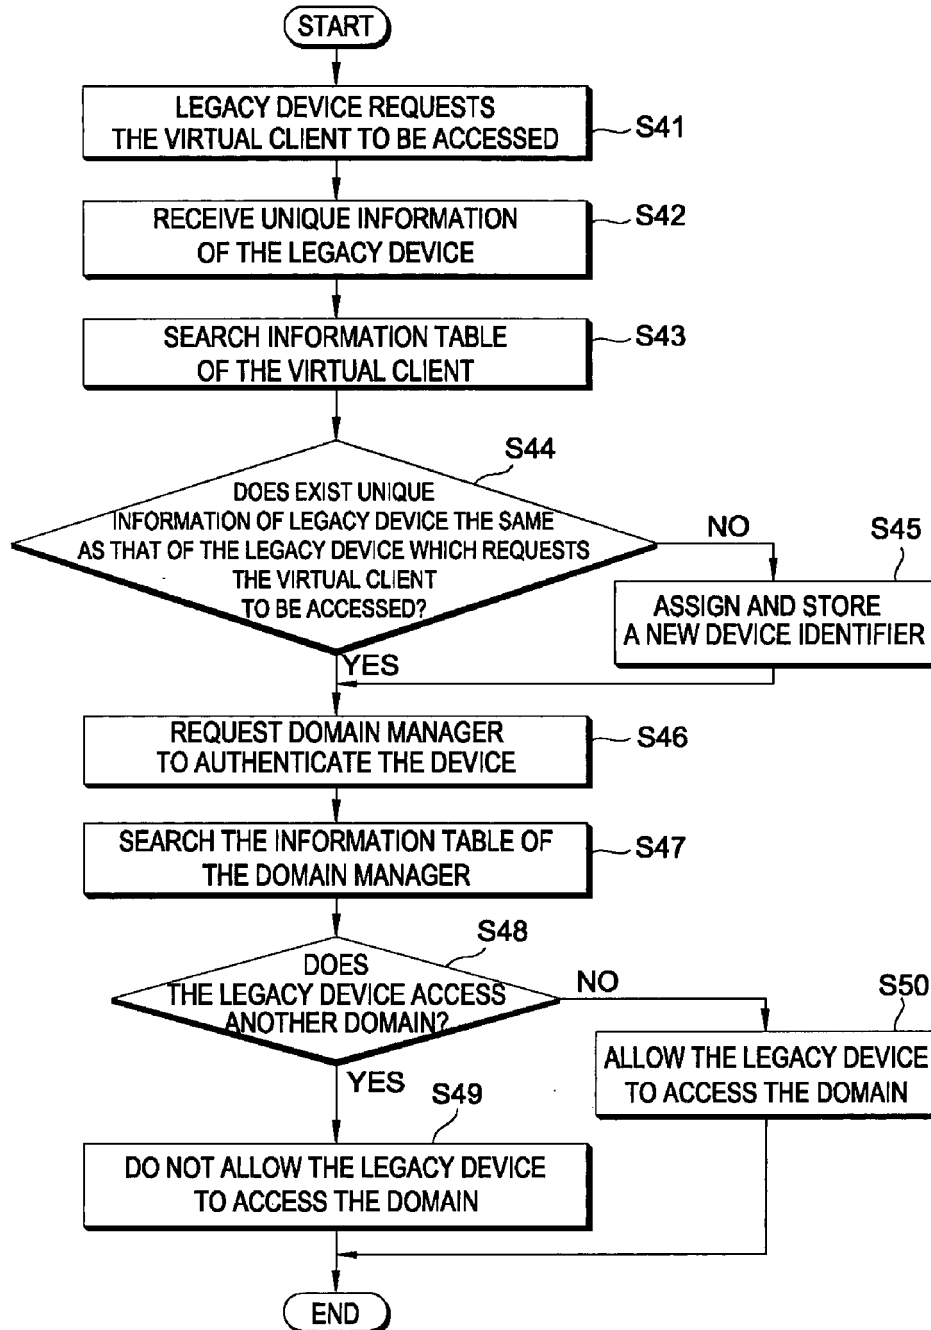 START
LEGACY DEVICE REQUESTS
THE VIRTUAL CLIENT TO BE ACCESSED
S41
RECEIVE UNIQUE INFORMATION
OF THE LEGACY DEVICE
S42
SEARCH INFORMATION TABLE
OF THE VIRTUAL CLIENT
S43
S44
DOES EXIST UNIQUE
INFORMATION OF LEGACY DEVICE THE SAME
AS THAT OF THE LEGACY DEVICE WHICH REQUESTS
THE VIRTUAL CLIENT
TO BE ACCESSED?
NO
S45
ASSIGN AND STORE
A NEW DEVICE IDENTIFIER
YES
REQUEST DOMAIN MANAGER
TO AUTHENTICATE THE DEVICE
S46
SEARCH THE INFORMATION TABLE OF
THE DOMAIN MANAGER
S47
S48
DOES
THE LEGACY DEVICE ACCESS
ANOTHER DOMAIN?
NO
S50
ALLOW THE LEGACY DEVICE
TO ACCESS THE DOMAIN
YES
S49
DO NOT ALLOW THE LEGACY DEVICE
TO ACCESS THE DOMAIN
END